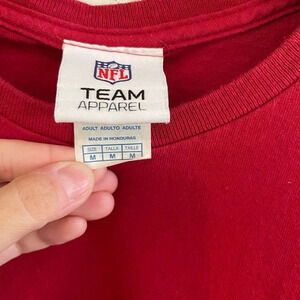 NFL
TEAM
APPAREL
ADULT ADULTO ADULTE
MADE IN HONDURAS
SIZE TALLA TAILLE
M M M